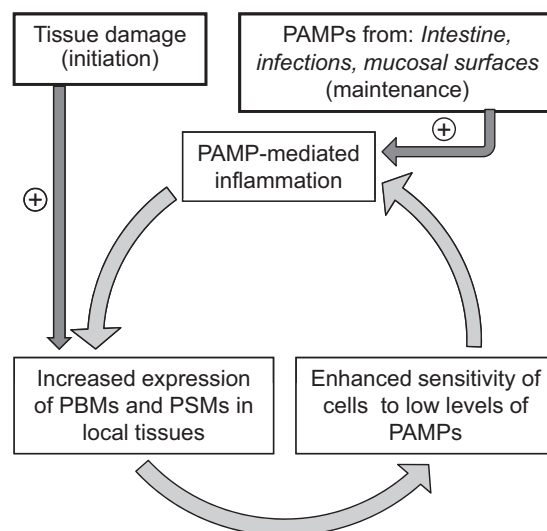 Tissue damage
(initiation)
PAMPs from: Intestine,
infections, mucosal surfaces
(maintenance)
+
PAMP-mediated
inflammation
+
Increased expression
of PBMs and PSMs in
local tissues
Enhanced sensitivity of
cells to low levels of
PAMPs